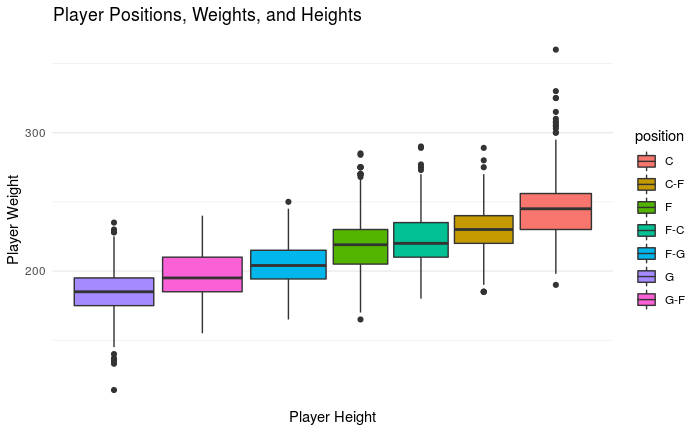 Player Positions, Weights, and Heights
Player Weight
300
200
Player Height
position
C
C-F
F
F-C
F-G
G
G-F